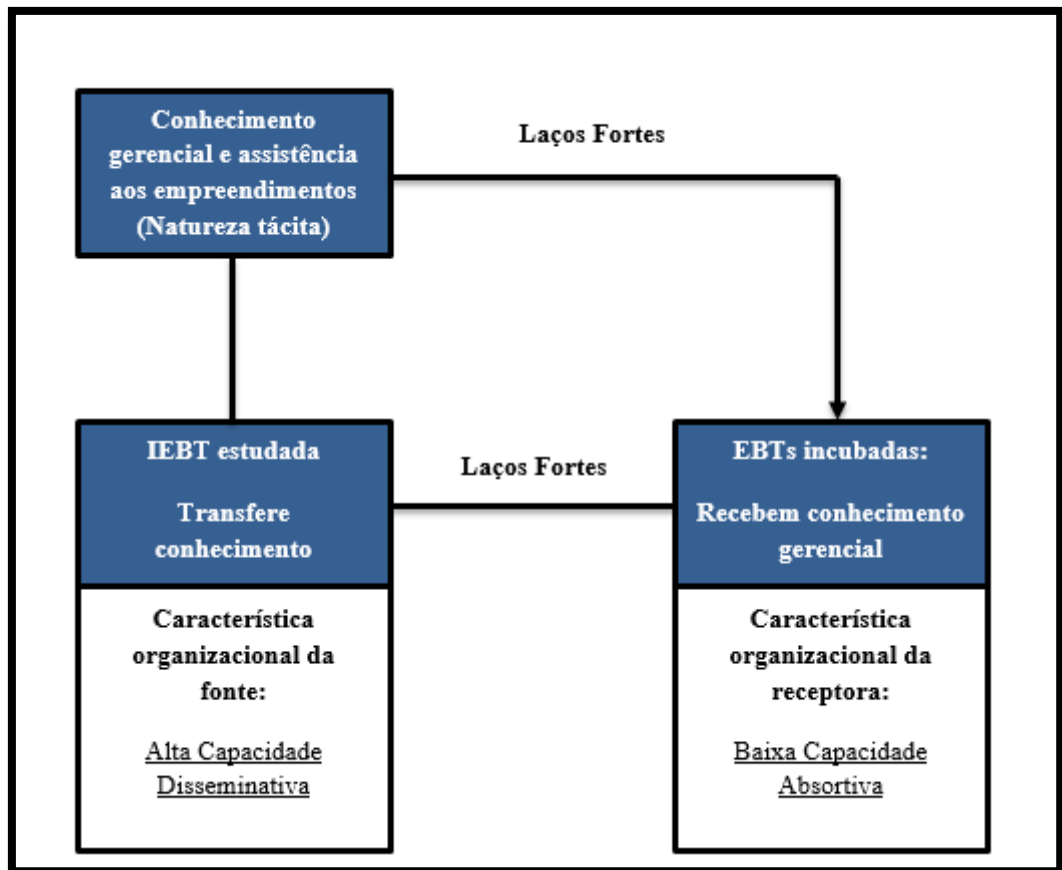 Conhecimento
gerencial e assistência
aos empreendimentos
(Natureza tácita)
Laços Fortes
IEBT estudada
Transfere
conhecimento
Laços Fortes
EBTs incubadas:
Recebem conhecimento
gerencial
Característica
organizacional da
fonte:
Alta Capacidade
Disseminativa
Característica
organizacional da
receptora:
Baixa Capacidade
Absortiva